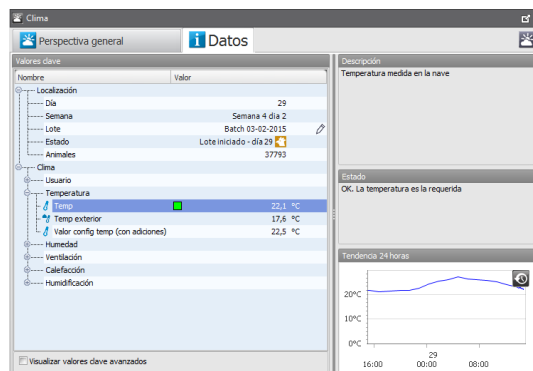 Clima
Perspectiva general
Datos
Valores clave
Nombre Valor
Localización
Día 29
Semana Semana 4 dia 2
Lote Batch 03-02-2015
Estado Lote iniciado - día 29
Animales 37793
Clima
Usuario
Temperatura
Temp 22,1 °C
Temp exterior 17,6 °C
Valor config temp (con adiciones) 22,5 °C
Humedad
Ventilación
Calefacción
Humidificación
Visualizar valores clave avanzados
Descripción
Temperatura medida en la nave
Estado
OK. La temperatura es la requerida
Tendencia 24 horas
20°C
10°C
0°C
29
16:00 00:00 08:00